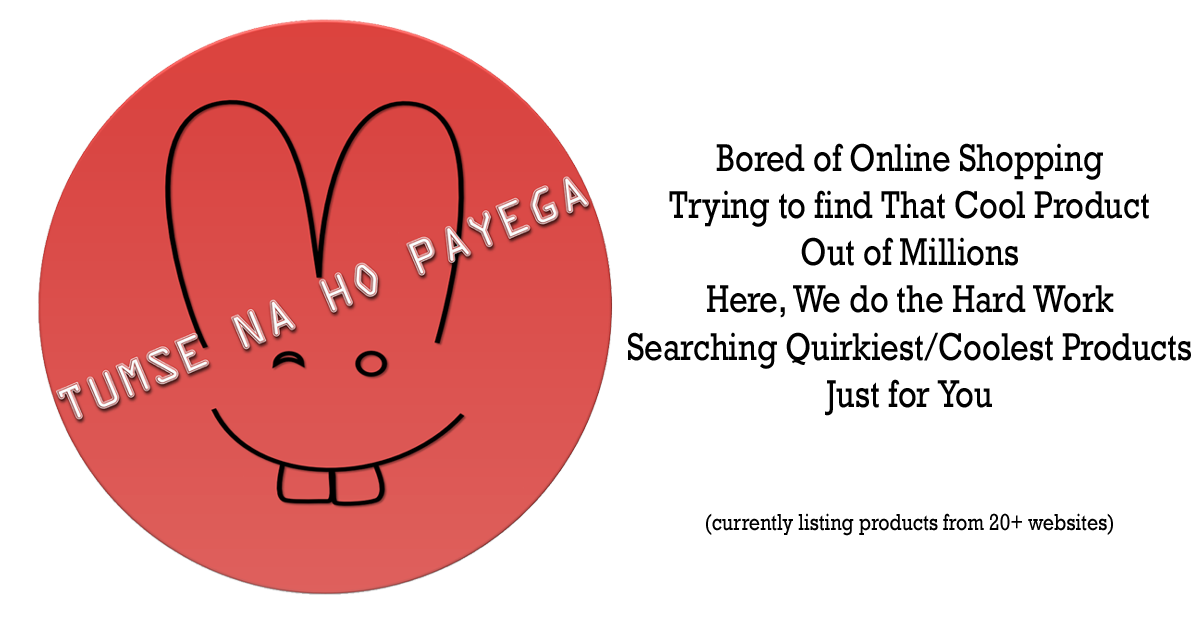 TUMSE NA HO PAYEGA
Bored of Online Shopping
Trying to find That Cool Product
Out of Millions
Here, We do the Hard Work
Searching Quirkiest/Coolest Products
Just for You
(currently listing products from 20+ websites)